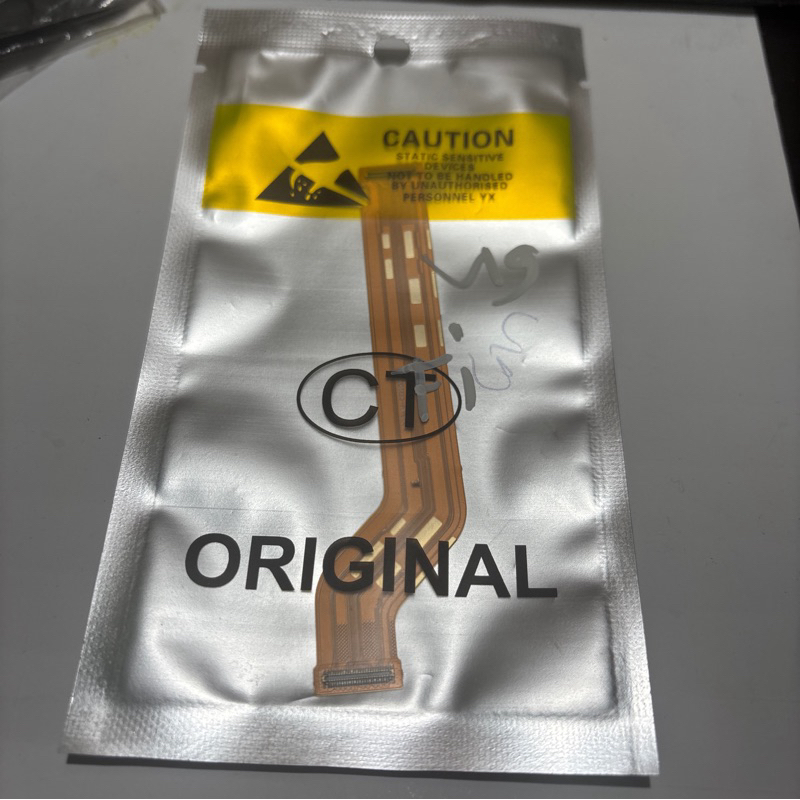 CAUTION
STATIC SENSITIVE
DEVICES
NOT TO BE HANDLED
BY UNAUTHORISED
PERSONNEL YX
CT
ORIGINAL